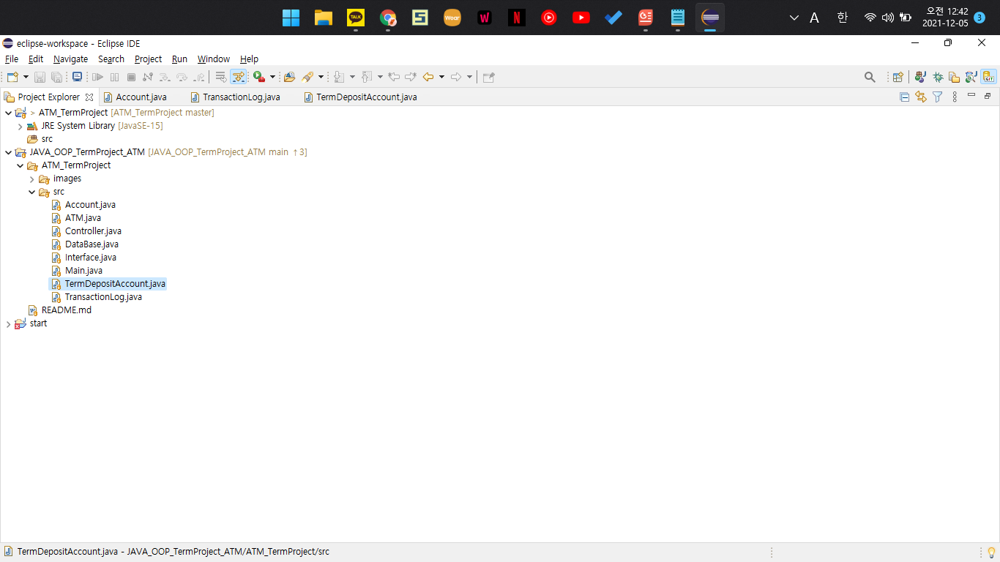 TALK
S
Woar
W
N
A
한
오전 12:42
2021-12-05
3
eclipse-workspace - Eclipse IDE
File Edit Navigate Search Project Run Window Help
GIT
Project Explorer Account.java TransactionLog.java TermDepositAccount.java
> ATM_TermProject [ATM_TermProject master]
JRE System Library [JavaSE-15]
src
JAVA_OOP_TermProject_ATM [JAVA_OOP_TermProject_ATM main ↑3]
ATM_TermProject
images
src
Account.java
ATM.java
Controller.java
DataBase.java
Interface.java
Main.java
TermDepositAccount.java
TransactionLog.java
README.md
start
TermDepositAccount.java - JAVA_OOP_TermProject_ATM/ATM_TermProject/src